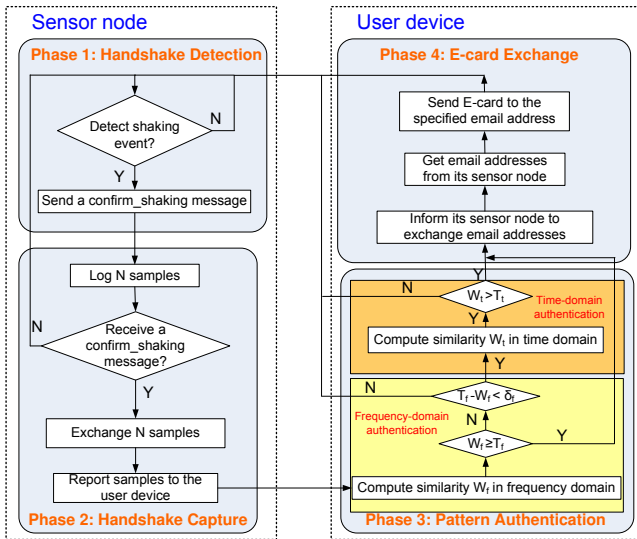 Sensor node
Phase 1: Handshake Detection
Detect shaking
event?
N
Y
Send a confirm_shaking message
Log N samples
N
Receive a
confirm_shaking
message?
Y
Exchange N samples
Report samples to the
user device
Phase 2: Handshake Capture
User device
Phase 4: E-card Exchange
Send E-card to the
specified email address
Get email addresses
from its sensor node
Inform its sensor node to
exchange email addresses
Y
N
Wt>Tt
Time-domain
authentication
Y
Compute similarity Wt in time domain
Y
N
Tf-Wf < δf
Frequency-domain
authentication
N
Wf≥Tf
Y
Compute similarity Wf in frequency domain
Phase 3: Pattern Authentication